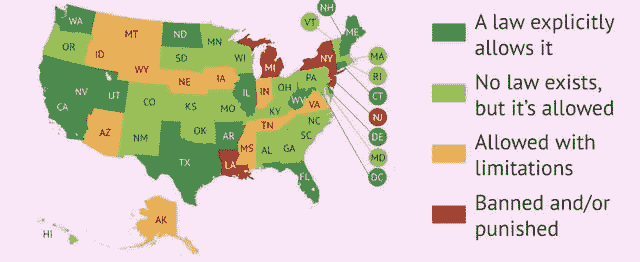 NH
WA
VT
ME
MT
ND
OR
MN
ID
SD
WI
NY
MA
MI
WY
RI
IA
PA
NE
NV
OH
CT
IL
IN
UT
WV
NJ
CA
CO
VA
KS
MO
KY
DE
NC
TN
MD
AZ
OK
NM
AR
SC
DC
MS
AL
GA
TX
LA
FL
AK
HI
A law explicitly
allows it
No law exists,
but it's allowed
Allowed with
limitations
Banned and/or
punished